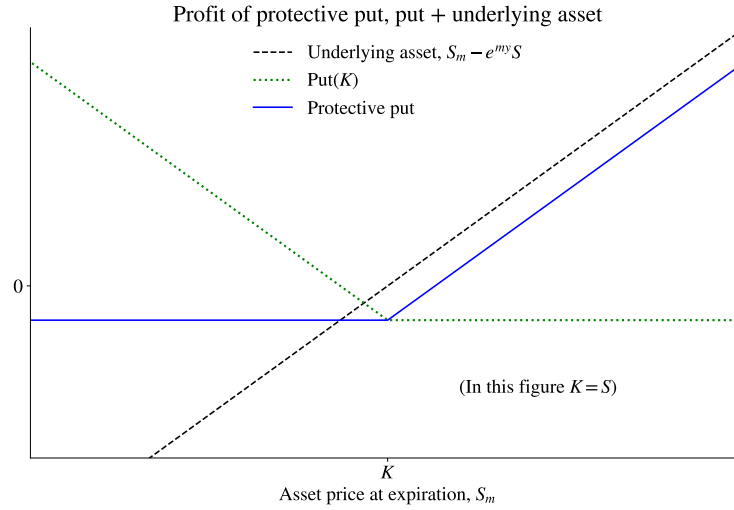 Profit of protective put, put + underlying asset
Underlying asset, $S_m - e^{my}S$
Put($K$)
Protective put
0
(In this figure $K = S$)
$K$
Asset price at expiration, $S_m$